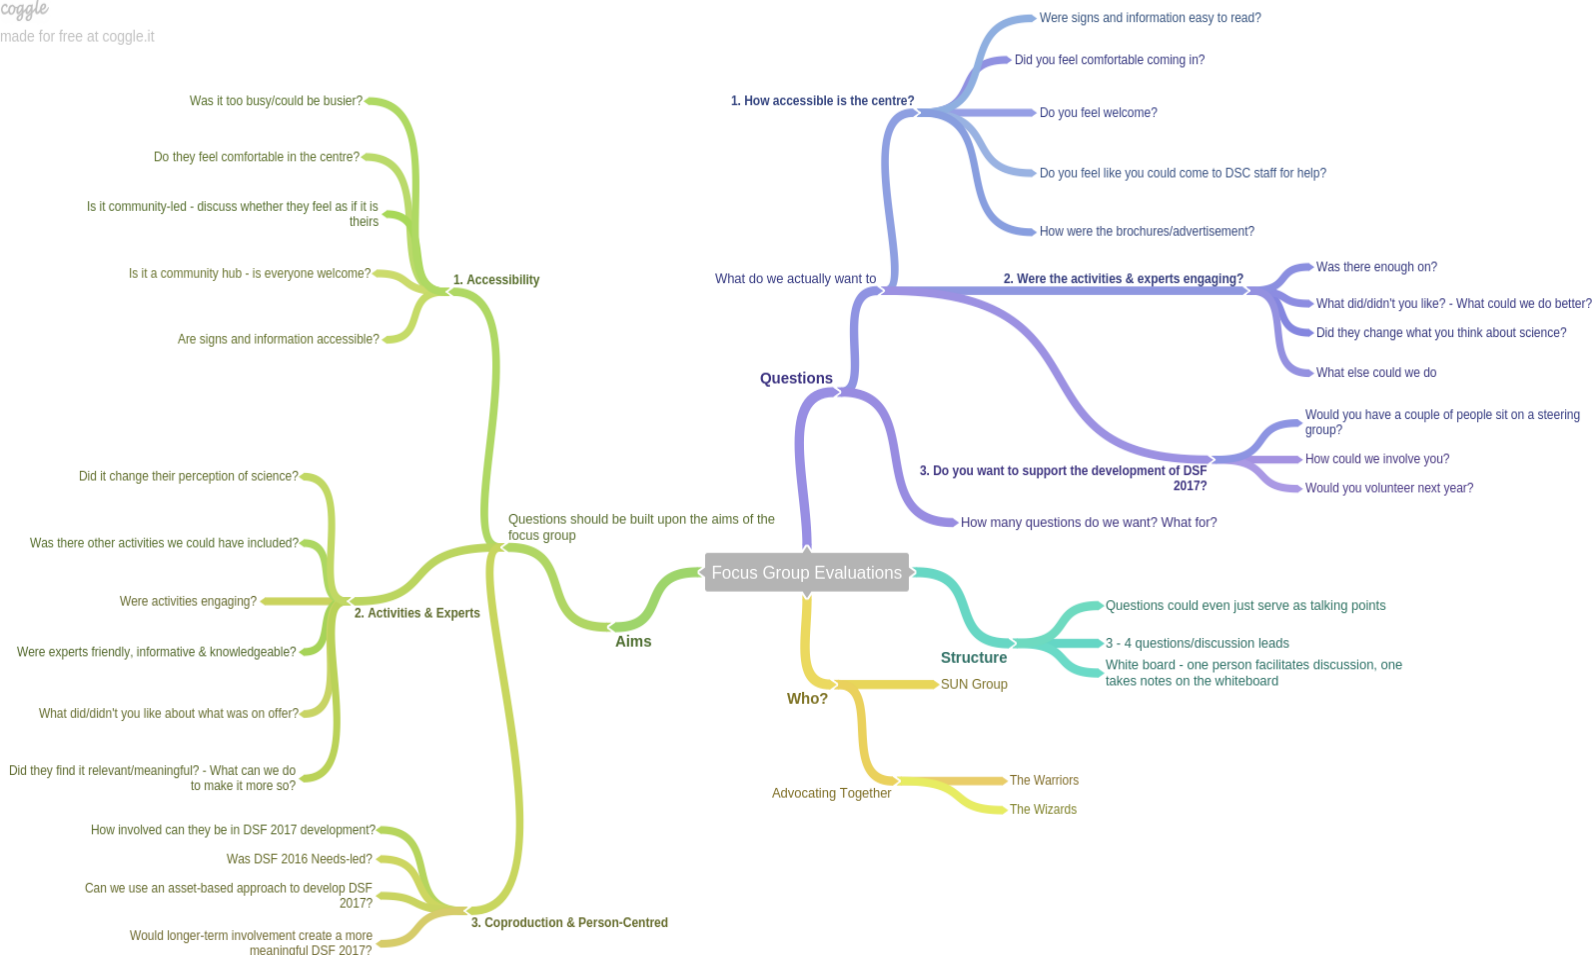 coggle
made for free at coggle.it
Focus Group Evaluations
Questions
What do we actually want to
1. How accessible is the centre?
Were signs and information easy to read?
Did you feel comfortable coming in?
Do you feel welcome?
Do you feel like you could come to DSC staff for help?
How were the brochures/advertisement?
2. Were the activities & experts engaging?
Was there enough on?
What did/didn't you like? - What could we do better?
Did they change what you think about science?
What else could we do
3. Do you want to support the development of DSF
2017?
Would you have a couple of people sit on a steering
group?
How could we involve you?
Would you volunteer next year?
How many questions do we want? What for?
Structure
Questions could even just serve as talking points
3 - 4 questions/discussion leads
White board - one person facilitates discussion, one
takes notes on the whiteboard
Who?
SUN Group
Advocating Together
The Warriors
The Wizards
Aims
Questions should be built upon the aims of the
focus group
1. Accessibility
Was it too busy/could be busier?
Do they feel comfortable in the centre?
Is it community-led - discuss whether they feel as if it is
theirs
Is it a community hub - is everyone welcome?
Are signs and information accessible?
2. Activities & Experts
Did it change their perception of science?
Was there other activities we could have included?
Were activities engaging?
Were experts friendly, informative & knowledgeable?
What did/didn't you like about what was on offer?
Did they find it relevant/meaningful? - What can we do
to make it more so?
3. Coproduction & Person-Centred
How involved can they be in DSF 2017 development?
Was DSF 2016 Needs-led?
Can we use an asset-based approach to develop DSF
2017?
Would longer-term involvement create a more
meaningful DSF 2017?